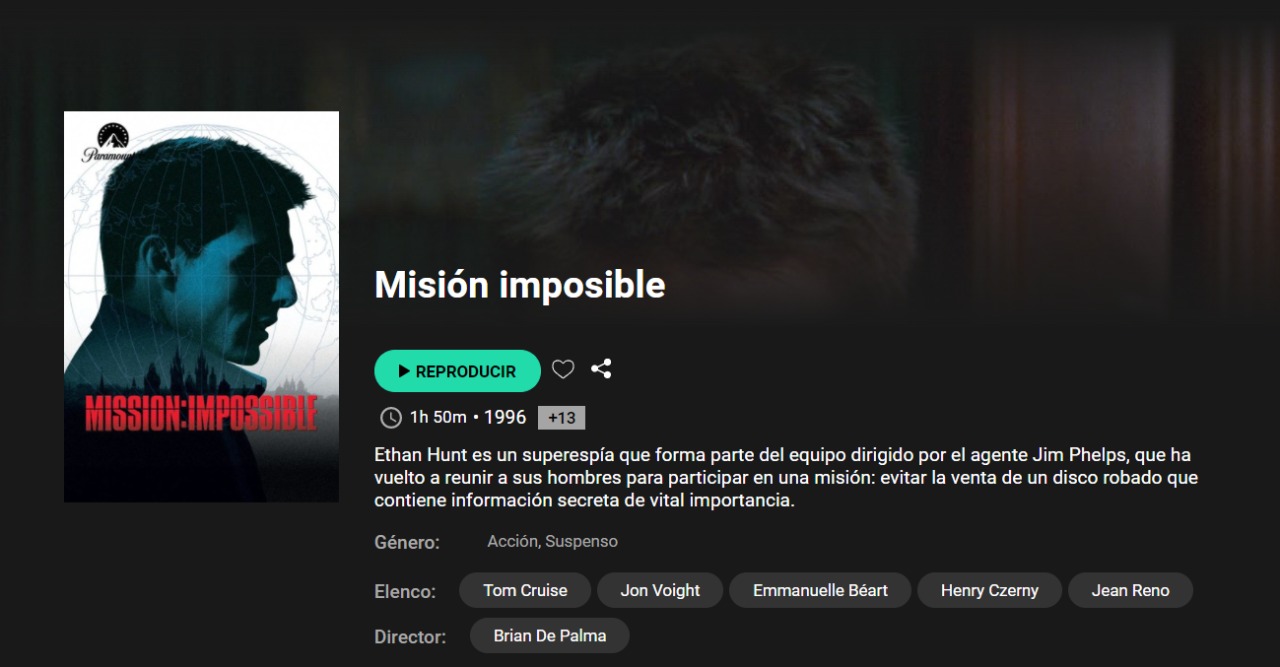 Paramount
MISSION:IMPOSSIBLE
Misión imposible
REPRODUCIR
1h 50m • 1996 +13
Ethan Hunt es un superespía que forma parte del equipo dirigido por el agente Jim Phelps, que ha
vuelto a reunir a sus hombres para participar en una misión: evitar la venta de un disco robado que
contiene información secreta de vital importancia.
Género: Acción, Suspenso
Elenco: Tom Cruise Jon Voight Emmanuelle Béart Henry Czerny Jean Reno
Director: Brian De Palma